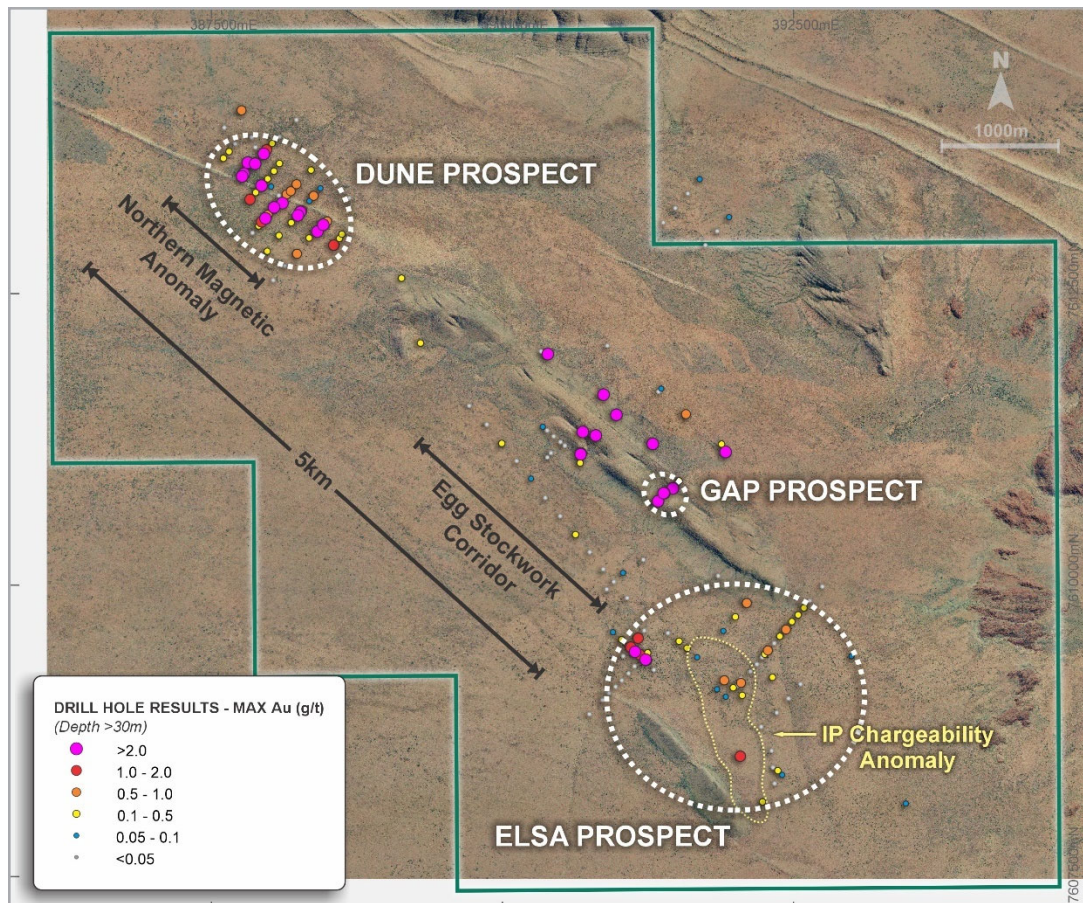 387500mE
392500mE
N
1000m
DUNE PROSPECT
Northern Magnetic
Anomaly
7612500mN
5km
Egg Stockwork
Corridor
GAP PROSPECT
7610000mN
IP Chargeability
Anomaly
ELSA PROSPECT
7607500mN
DRILL HOLE RESULTS - MAX Au (g/t)
(Depth >30m)
>2.0
1.0 - 2.0
0.5 - 1.0
0.1 - 0.5
0.05 - 0.1
<0.05